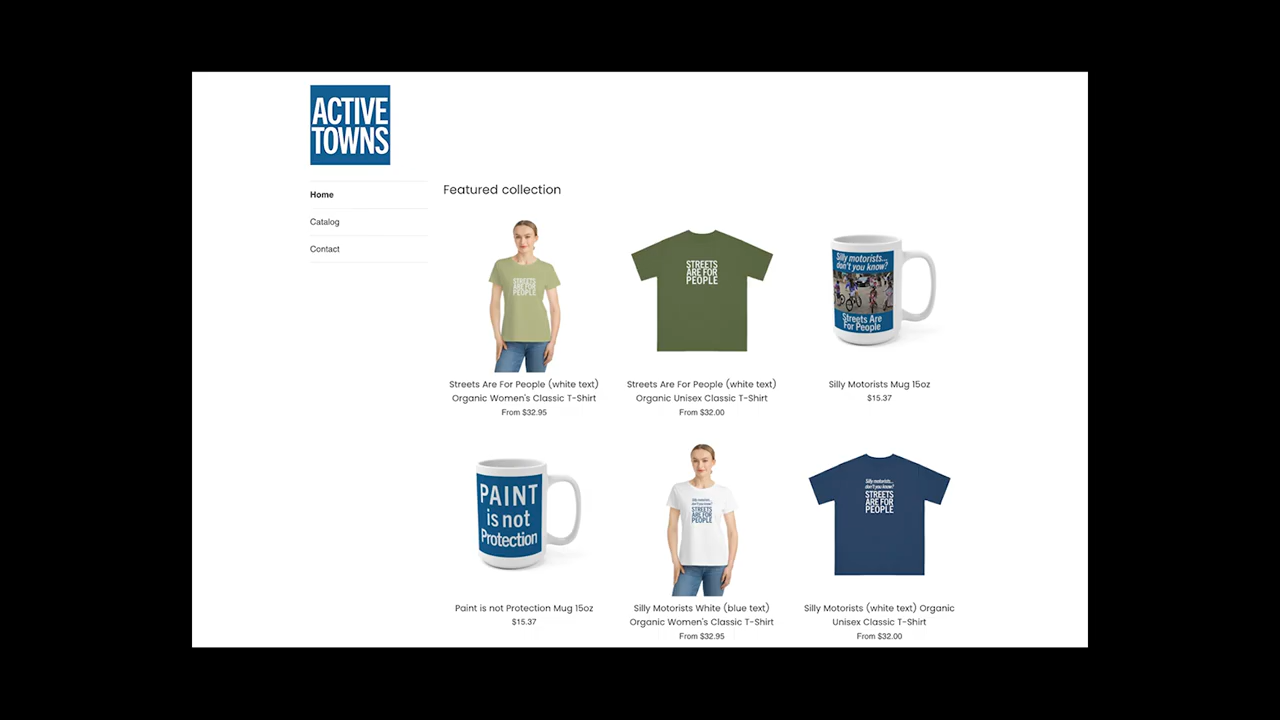 ACTIVE
TOWNS
Home
Catalog
Contact
Featured collection
STREETS
ARE FOR
PEOPLE
Streets Are For People (white text)
Organic Women's Classic T-Shirt
From $32.95
STREETS
ARE FOR
PEOPLE
Streets Are For People (white text)
Organic Unisex Classic T-Shirt
From $32.00
Silly motorists...
don't you know?
Streets Are
For People
Silly Motorists Mug 15oz
$15.37
PAINT
is not
Protection
Paint is not Protection Mug 15oz
$15.37
Silly motorists...
don't you know?
STREETS
ARE FOR
PEOPLE
Silly Motorists White (blue text)
Organic Women's Classic T-Shirt
From $32.95
Silly motorists...
don't you know?
STREETS
ARE FOR
PEOPLE
Silly Motorists (white text) Organic
Unisex Classic T-Shirt
From $32.00